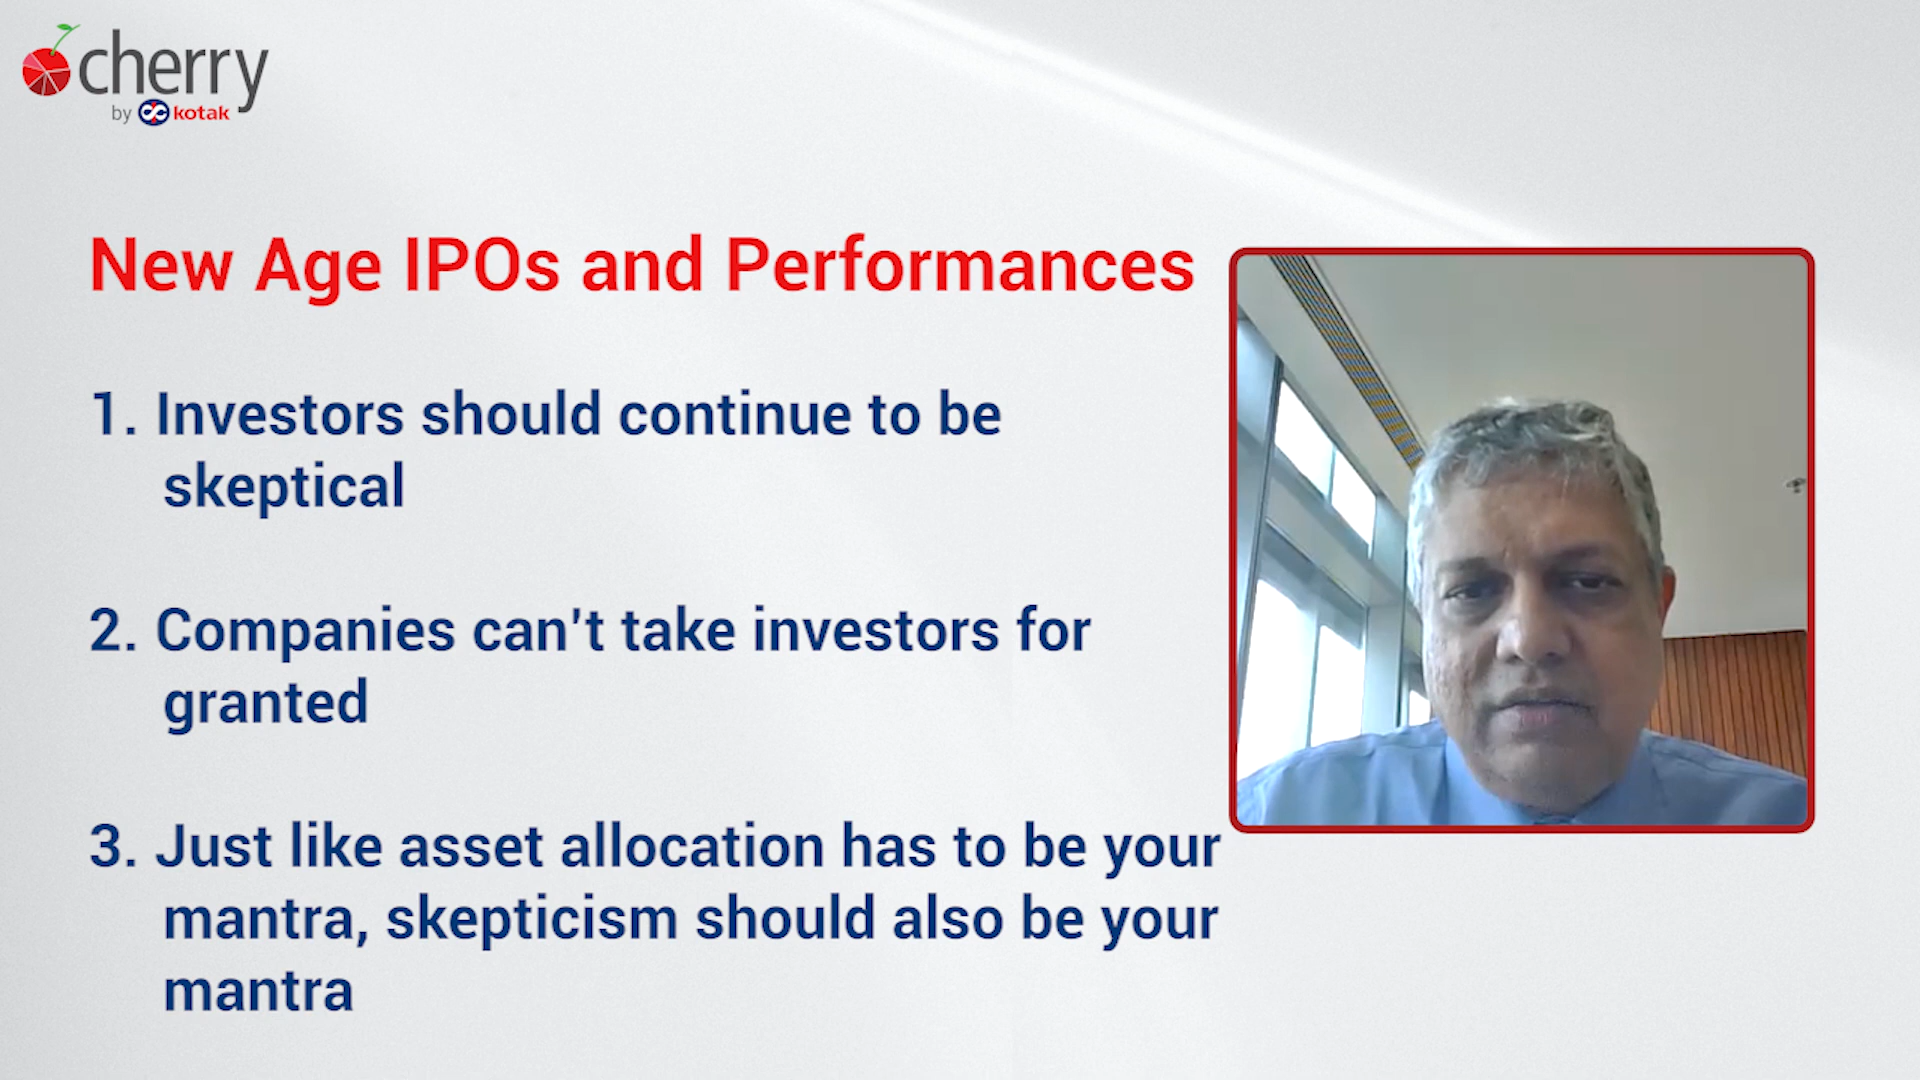 cherry
by kotak
New Age IPOs and Performances
1. Investors should continue to be
skeptical
2. Companies can't take investors for
granted
3. Just like asset allocation has to be your
mantra, skepticism should also be your
mantra